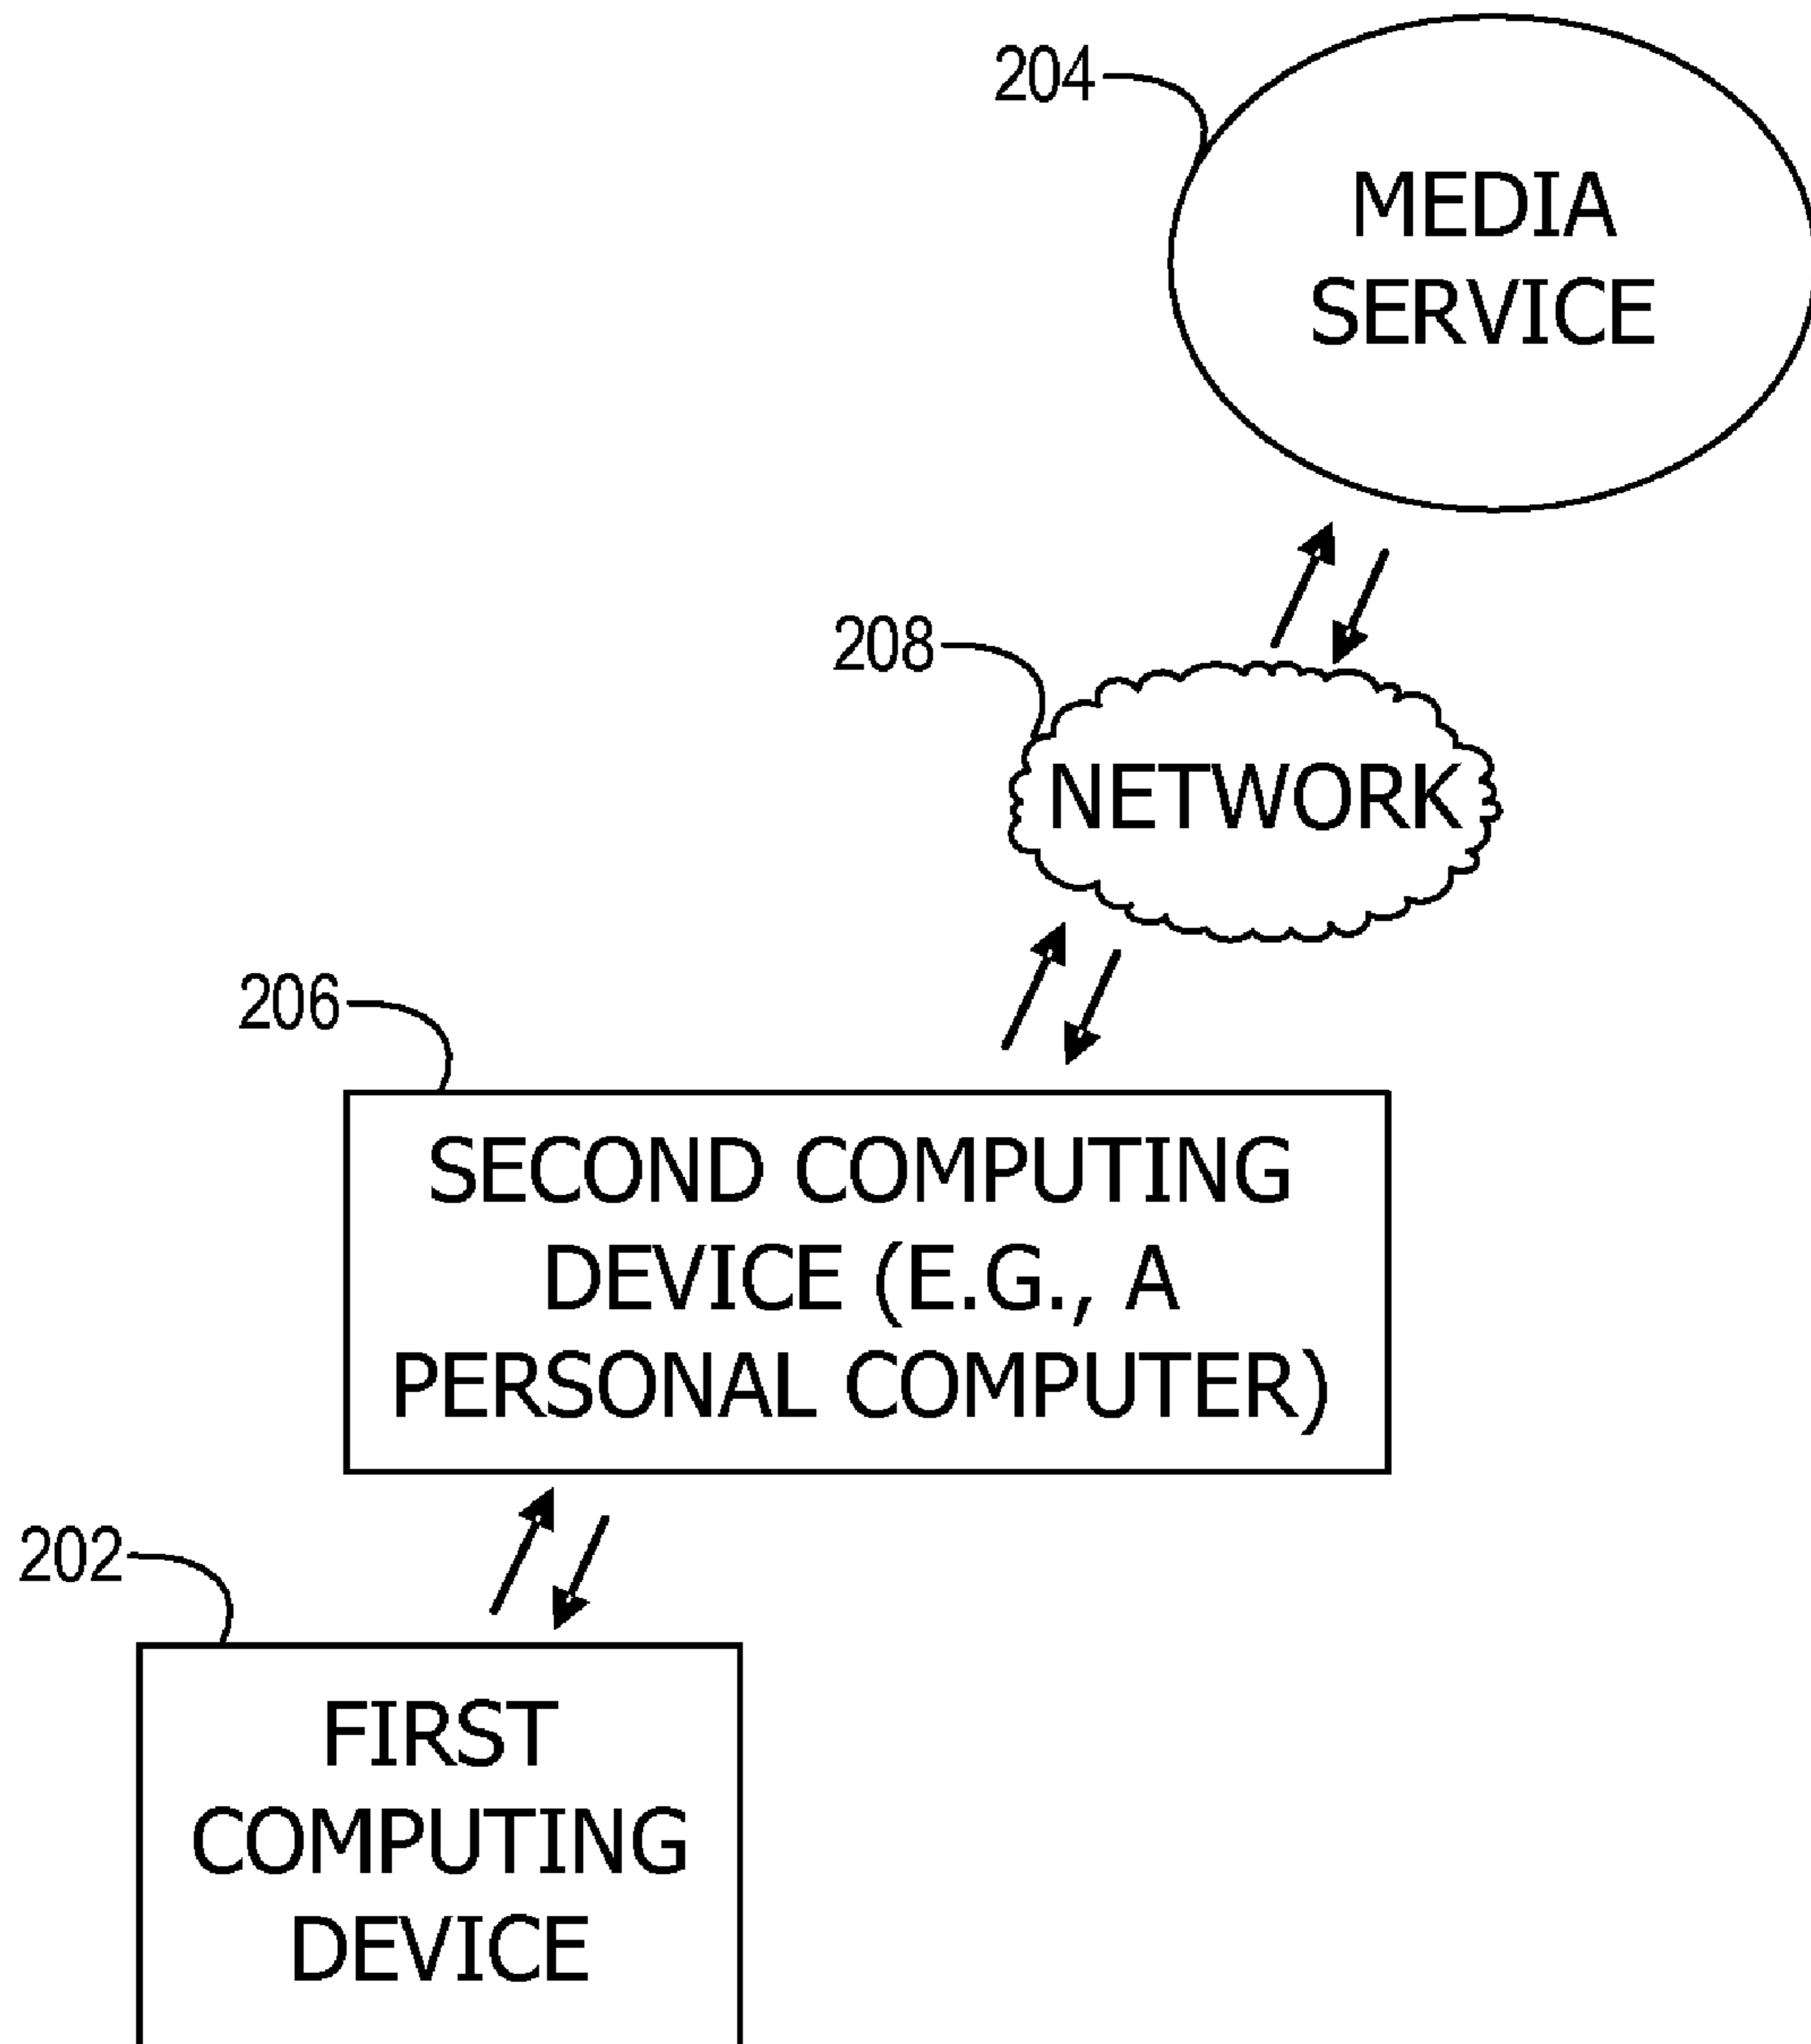 204
MEDIA
SERVICE
208
NETWORK
206
SECOND COMPUTING
DEVICE (E.G., A
PERSONAL COMPUTER)
202
FIRST
COMPUTING
DEVICE